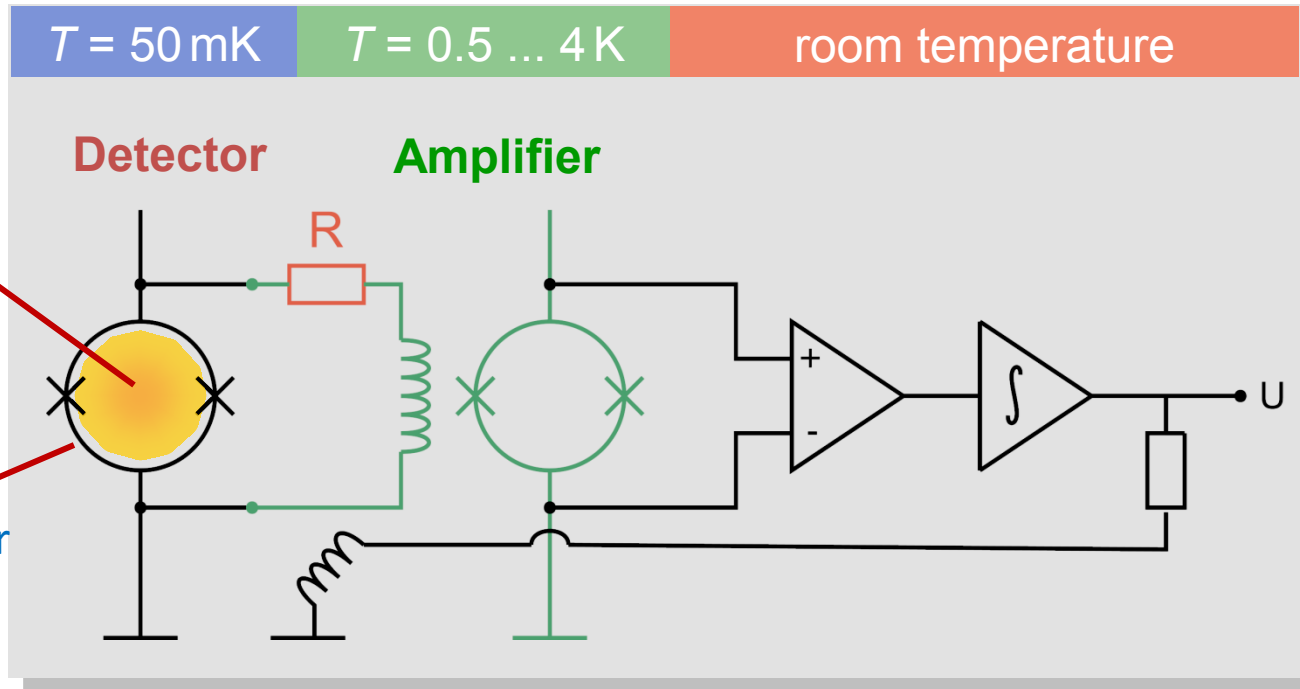 T = 50 mK
T = 0.5 ... 4 K
room temperature
Detector
Amplifier
R
+
-
∫
U
r